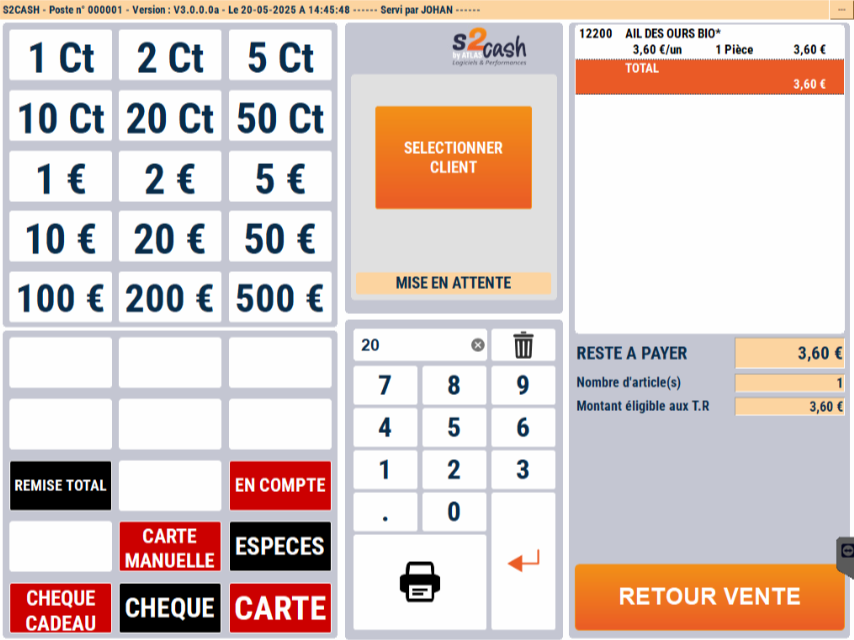 S2CASH - Poste n° 000001 - Version : V3.0.0.0a - Le 20-05-2025 A 14:45:48 ------ Servi par JOHAN ------
1 Ct 2 Ct 5 Ct
10 Ct 20 Ct 50 Ct
1 € 2 € 5 €
10 € 20 € 50 €
100 € 200 € 500 €
REMISE TOTAL EN COMPTE
CARTE
MANUELLE
ESPECES
CHEQUE
CADEAU
CHEQUE CARTE
S2cash
by ATLAS
Logiciels & Performances
SELECTIONNER
CLIENT
MISE EN ATTENTE
20
7 8 9
4 5 6
1 2 3
. 0
12200 AIL DES OURS BIO*
3,60 €/un 1 Pièce 3,60 €
TOTAL
3,60 €
RESTE A PAYER 3,60 €
Nombre d'article(s) 1
Montant éligible aux T.R 3,60 €
RETOUR VENTE